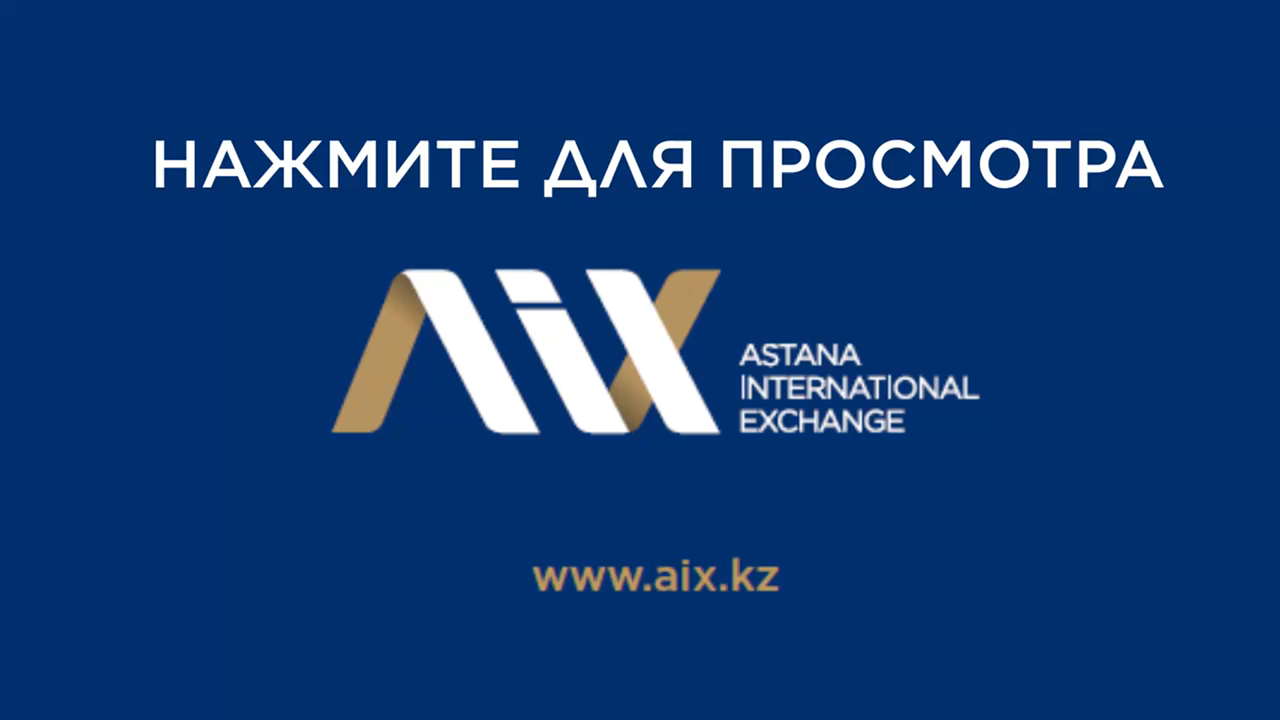 НАЖМИТЕ ДЛЯ ПРОСМОТРА
AIX
ASTANA
INTERNATIONAL
EXCHANGE
www.aix.kz